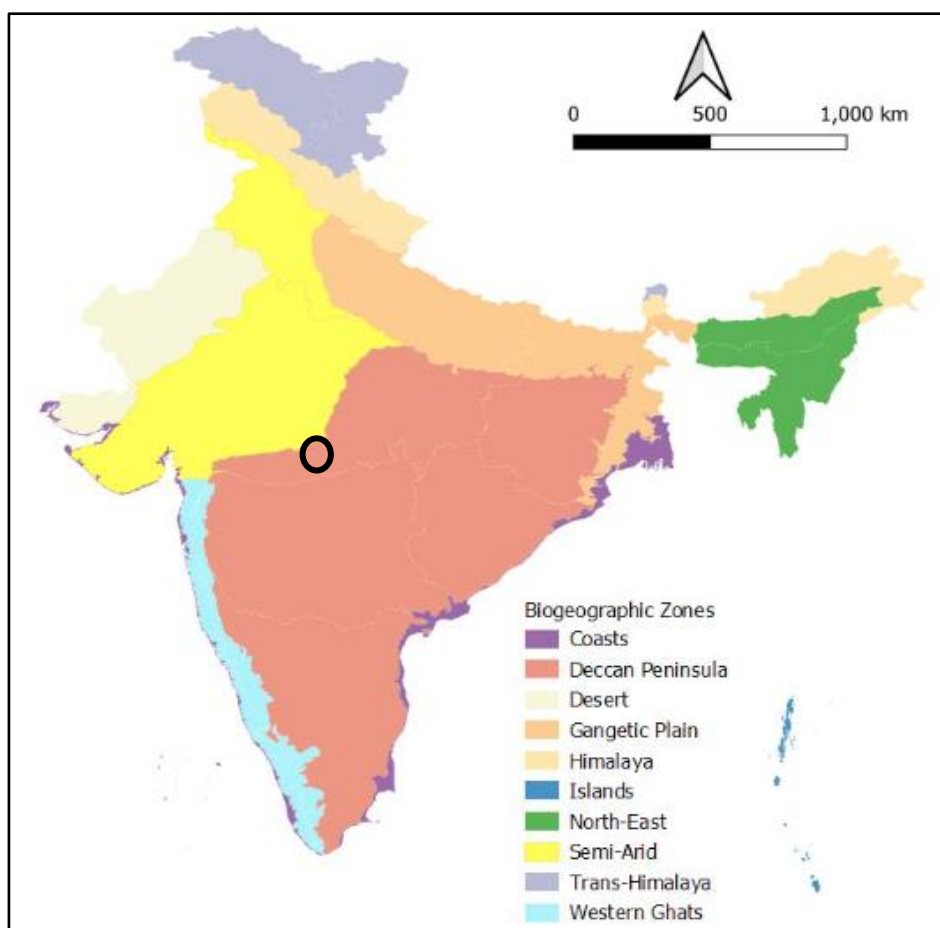 0 500 1,000 km
Biogeographic Zones
Coasts
Deccan Peninsula
Desert
Gangetic Plain
Himalaya
Islands
North-East
Semi-Arid
Trans-Himalaya
Western Ghats